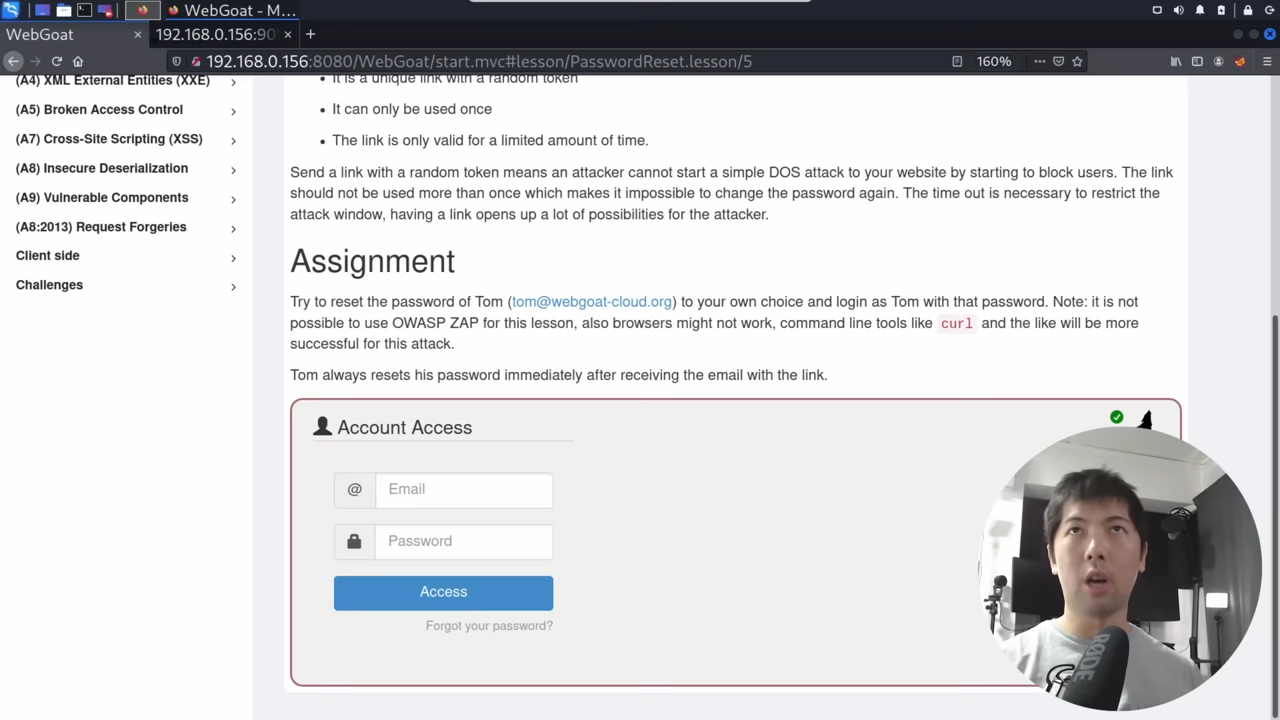 WebGoat - M...
WebGoat × 192.168.0.156:90 × +
192.168.0.156:8080/WebGoat/start.mvc#lesson/PasswordReset.lesson/5 160%
(A4) XML External Entities (XXE)
(A5) Broken Access Control
(A7) Cross-Site Scripting (XSS)
(A8) Insecure Deserialization
(A9) Vulnerable Components
(A8:2013) Request Forgeries
Client side
Challenges
• It is a unique link with a random token
• It can only be used once
• The link is only valid for a limited amount of time.
Send a link with a random token means an attacker cannot start a simple DOS attack to your website by starting to block users. The link
should not be used more than once which makes it impossible to change the password again. The time out is necessary to restrict the
attack window, having a link opens up a lot of possibilities for the attacker.
Assignment
Try to reset the password of Tom (tom@webgoat-cloud.org) to your own choice and login as Tom with that password. Note: it is not
possible to use OWASP ZAP for this lesson, also browsers might not work, command line tools like curl and the like will be more
successful for this attack.
Tom always resets his password immediately after receiving the email with the link.
Account Access
@ Email
Password
Access
Forgot your password?
RØDE